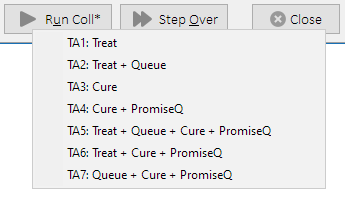 Run Coll*
Step Over
Close
TA1: Treat
TA2: Treat + Queue
TA3: Cure
TA4: Cure + PromiseQ
TA5: Treat + Queue + Cure + PromiseQ
TA6: Treat + Cure + PromiseQ
TA7: Queue + Cure + PromiseQ